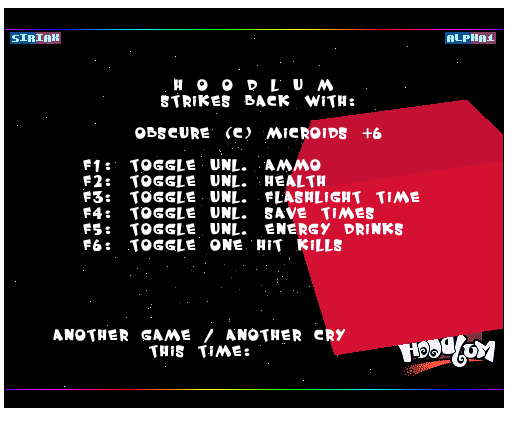 SIRIAX
ALPHA1
H O O D L U M
STRIKES BACK WITH:
OBSCURE (C) MICROIDS +6
F1: TOGGLE UNL. AMMO
F2: TOGGLE UNL. HEALTH
F3: TOGGLE UNL. FLASHLIGHT TIME
F4: TOGGLE UNL. SAVE TIMES
F5: TOGGLE UNL. ENERGY DRINKS
F6: TOGGLE ONE HIT KILLS
ANOTHER GAME / ANOTHER CRY
THIS TIME:
HOODLUM